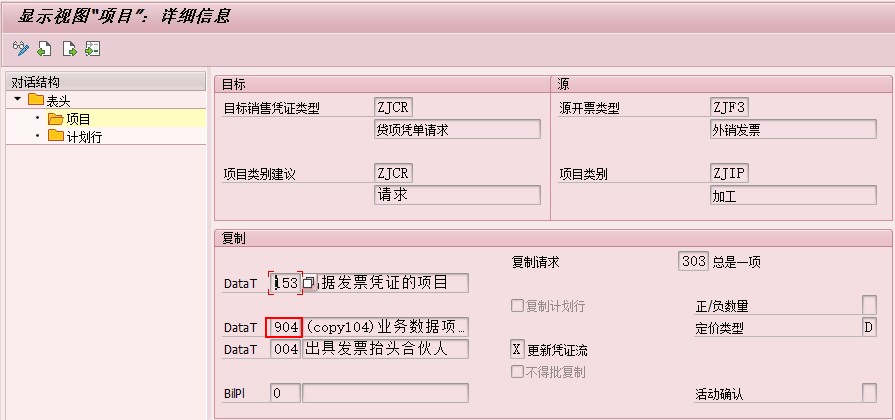 显示视图"项目": 详细信息
对话结构
表头
项目
计划行
目标
目标销售凭证类型 ZJCR
贷项凭单请求
项目类别建议 ZJCR
请求
源
源开票类型 ZJF3
外销发票
项目类别 ZJIP
加工
复制
DataT 153 据发票凭证的项目
DataT 904 (copy104)业务数据项...
DataT 004 出具发票抬头合伙人
BilPl 0
复制请求 303 总是一项
复制计划行
X 更新凭证流
不得批复制
正/负数量
定价类型 D
活动确认